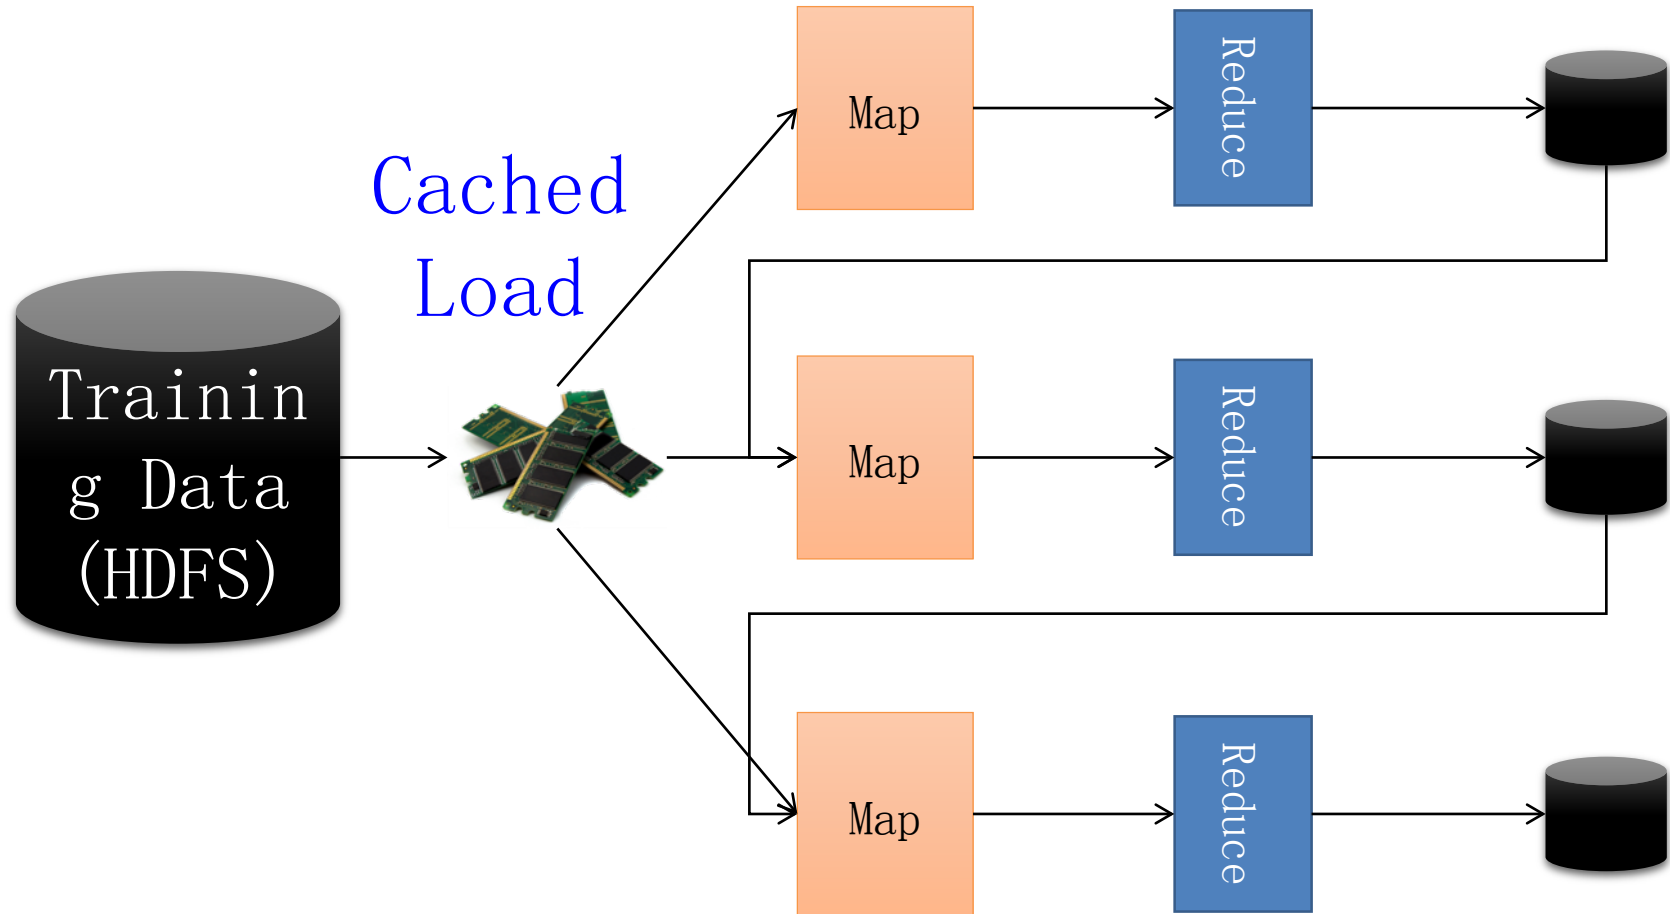 Map
Reduce
Cached
Load
Trainin
g Data
(HDFS)
Map
Reduce
Map
Reduce